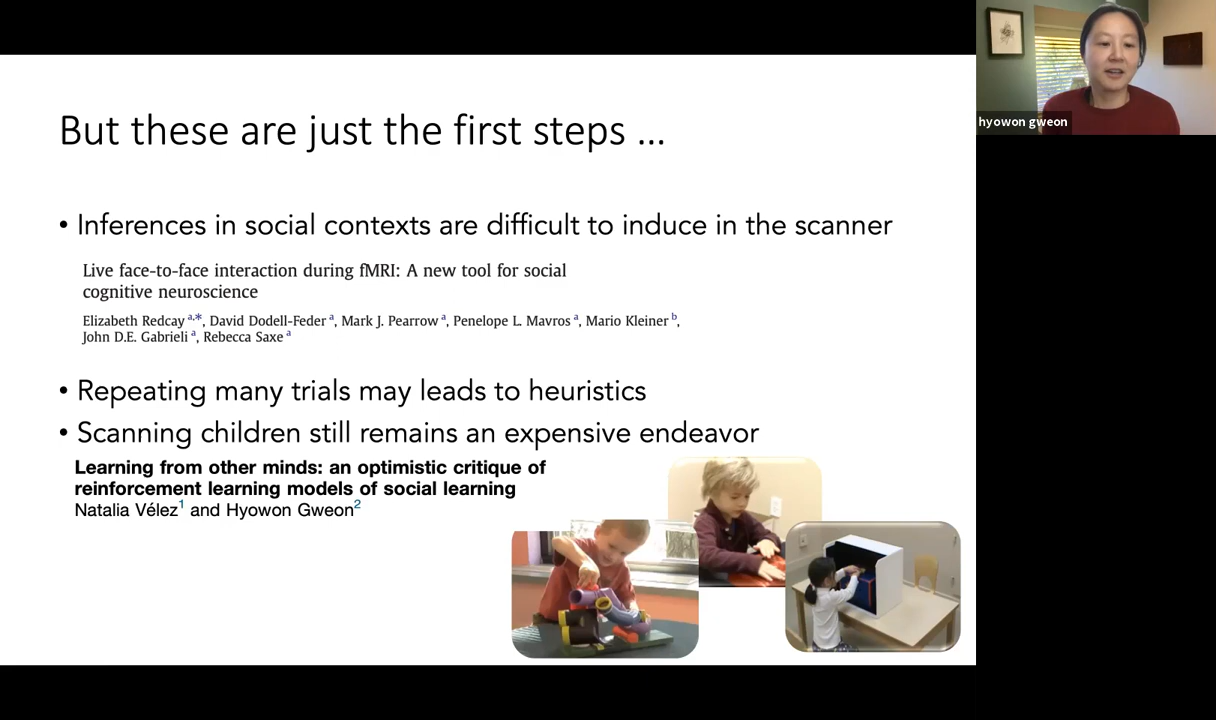 But these are just the first steps ...
• Inferences in social contexts are difficult to induce in the scanner
Live face-to-face interaction during fMRI: A new tool for social
cognitive neuroscience
Elizabeth Redcay a,*, David Dodell-Feder a, Mark J. Pearrow a, Penelope L. Mavros a, Mario Kleiner b,
John D.E. Gabrieli a, Rebecca Saxe a
• Repeating many trials may leads to heuristics
• Scanning children still remains an expensive endeavor
Learning from other minds: an optimistic critique of
reinforcement learning models of social learning
Natalia Vélez1 and Hyowon Gweon2
hyowon gweon